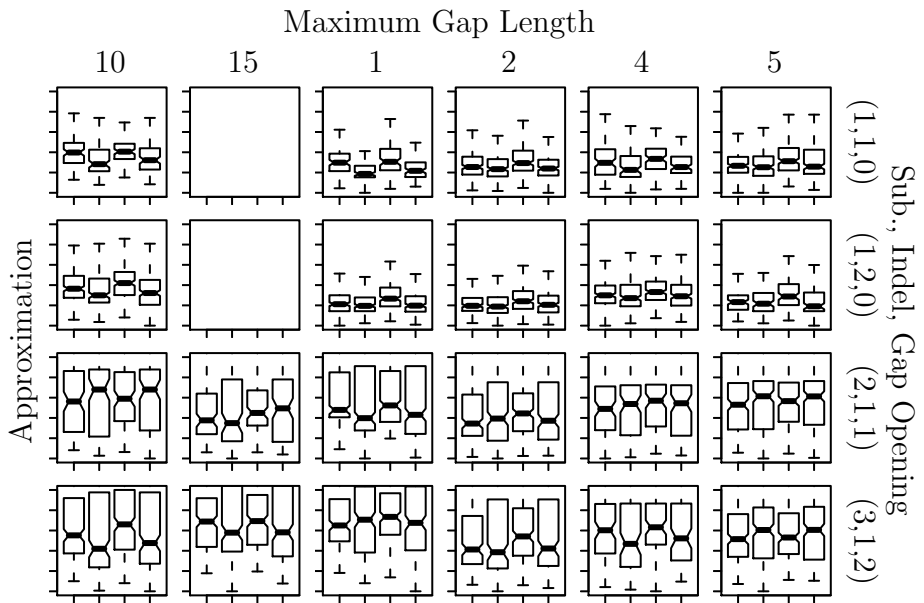 Maximum Gap Length
10 15 1 2 4 5
(1,1,0)
(1,2,0)
(2,1,1)
(3,1,2)
Sub., Indel, Gap Opening
Approximation